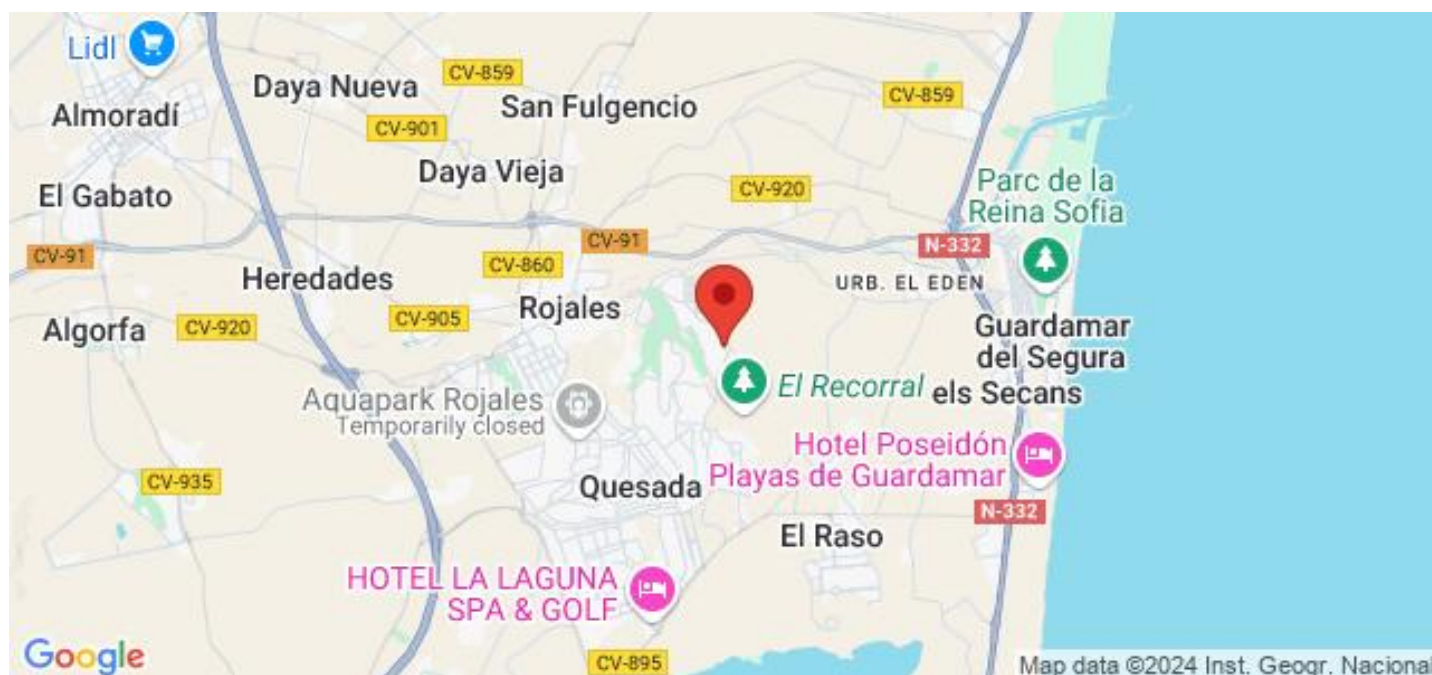 Lidl
Daya Nueva
CV-859
San Fulgencio
CV-859
Almoradí
CV-901
Daya Vieja
Parc de la
Reina Sofia
El Gabato
CV-920
CV-91
CV-91
N-332
Heredades
CV-860
URB. EL EDEN
Rojales
Algorfa
CV-920
CV-905
Guardamar
del Segura
El Recorral
els Secans
Aquapark Rojales
Temporarily closed
Hotel Poseidón
Playas de Guardamar
CV-935
Quesada
N-332
El Raso
HOTEL LA LAGUNA
SPA & GOLF
Google
CV-895
Map data ©2024 Inst. Geogr. Nacional